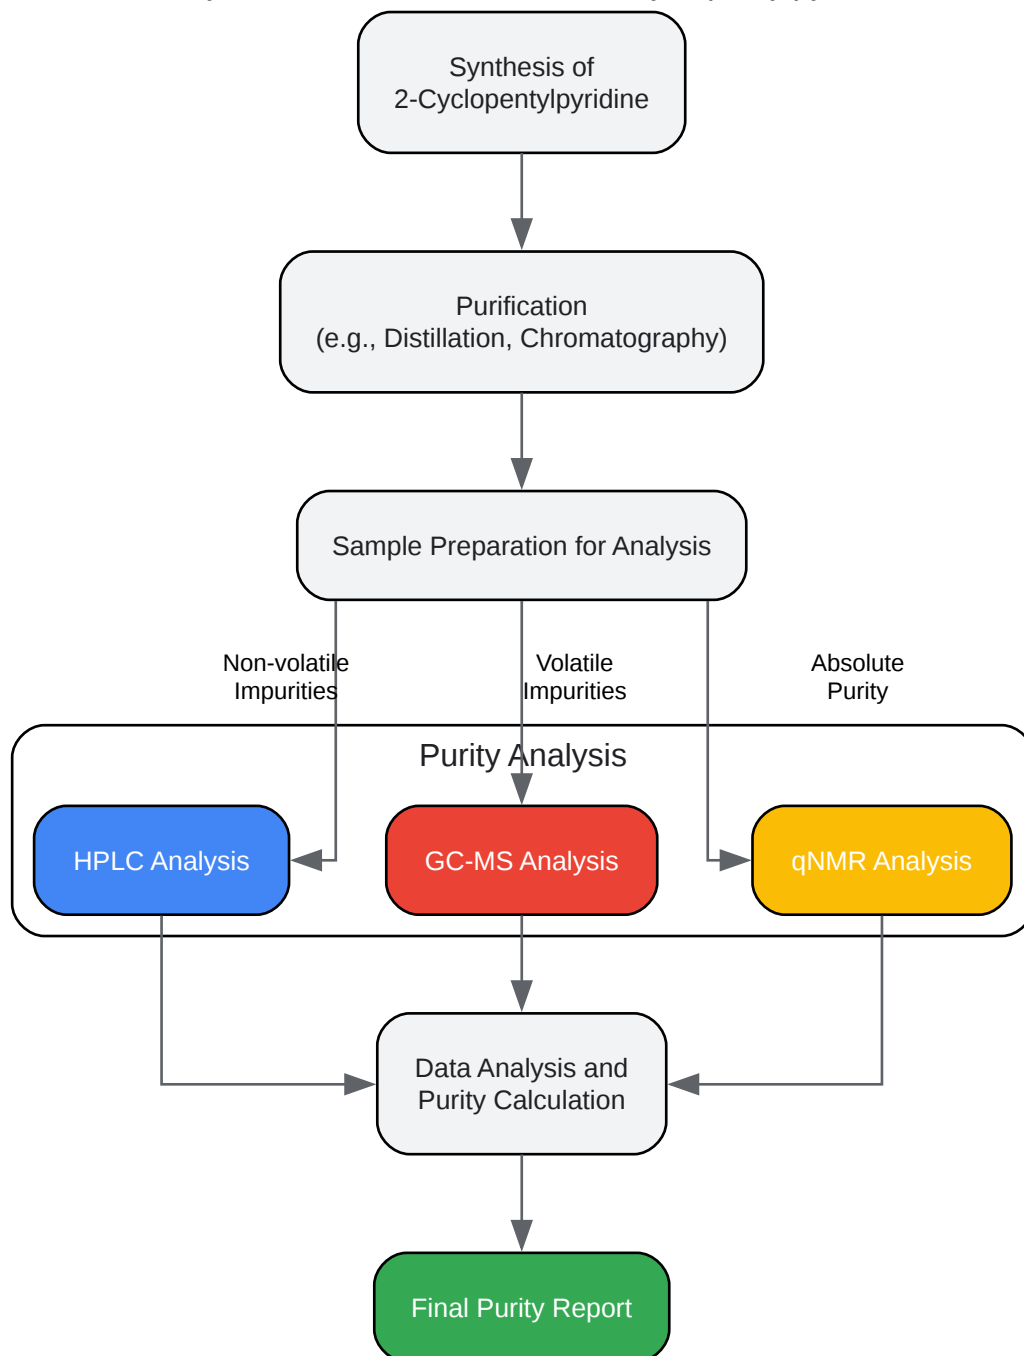 Synthesis of
2-Cyclopentylpyridine
Purification
(e.g., Distillation, Chromatography)
Sample Preparation for Analysis
Non-volatile
Impurities
Volatile
Impurities
Absolute
Purity
Purity Analysis
HPLC Analysis
GC-MS Analysis
qNMR Analysis
Data Analysis and
Purity Calculation
Final Purity Report